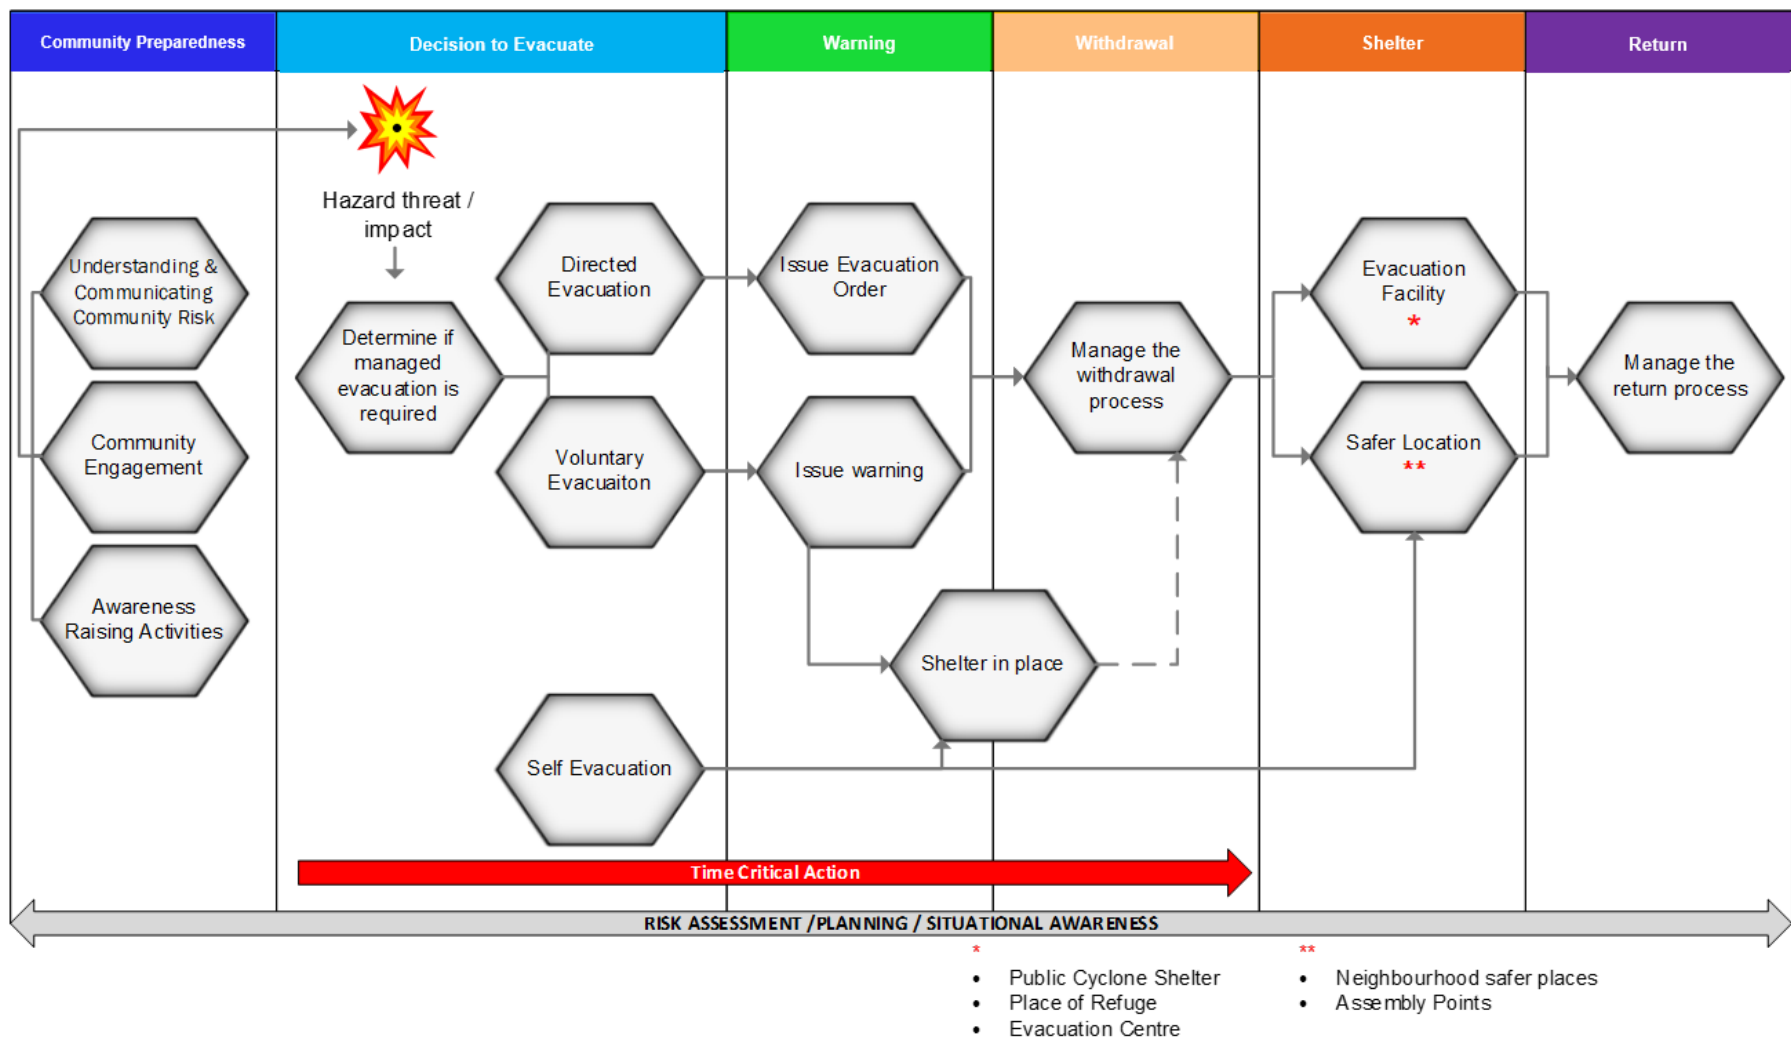 Community Preparedness
Decision to Evacuate
Warning
Withdrawal
Shelter
Return
Hazard threat /
impact
Understanding &
Communicating
Community Risk
Community
Engagement
Awareness
Raising Activities
Determine if
managed
evacuation is
required
Directed
Evacuation
Voluntary
Evacuaiton
Self Evacuation
Issue Evacuation
Order
Issue warning
Shelter in place
Manage the
withdrawal
process
Evacuation
Facility
*
Safer Location
**
Manage the
return process
Time Critical Action
RISK ASSESSMENT /PLANNING / SITUATIONAL AWARENESS
*
• Public Cyclone Shelter
• Place of Refuge
• Evacuation Centre
**
• Neighbourhood safer places
• Assembly Points